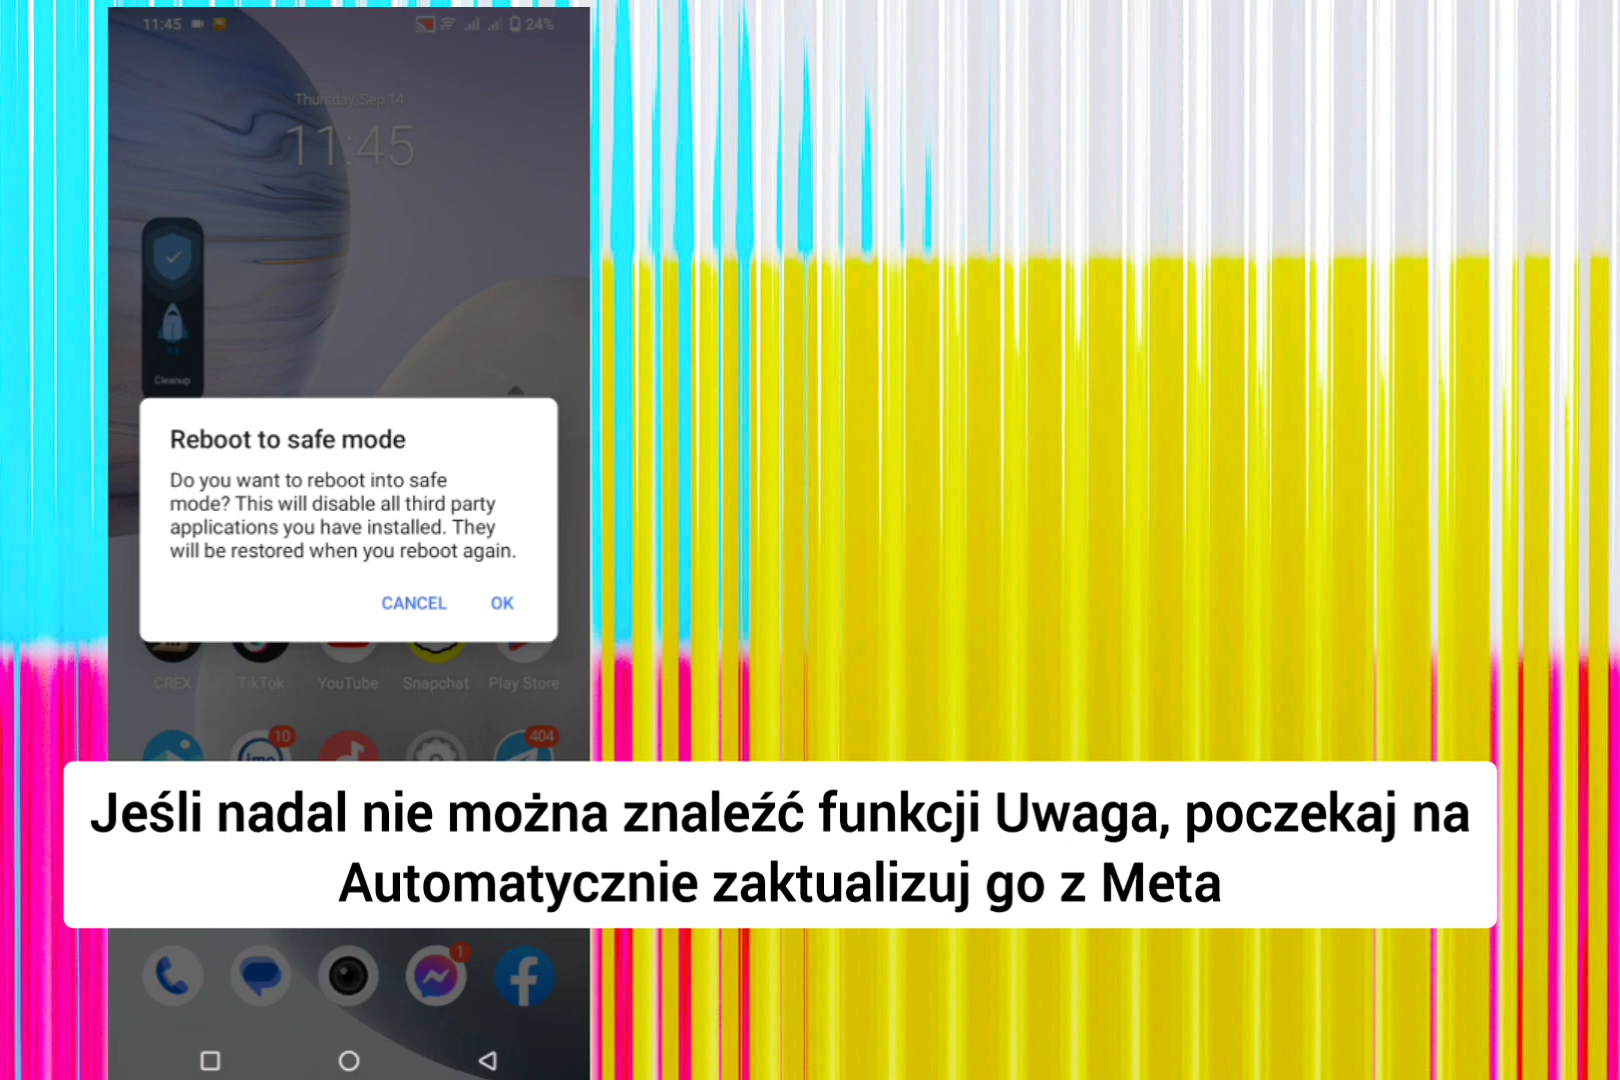 11:45
24%
Thursday, Sep 14
11:45
Cleanup
Reboot to safe mode
Do you want to reboot into safe
mode? This will disable all third party
applications you have installed. They
will be restored when you reboot again.
CANCEL OK
CREX TikTok YouTube Snapchat Play Store
10
404
imo
Jeśli nadal nie można znaleźć funkcji Uwaga, poczekaj na
Automatycznie zaktualizuj go z Meta
1